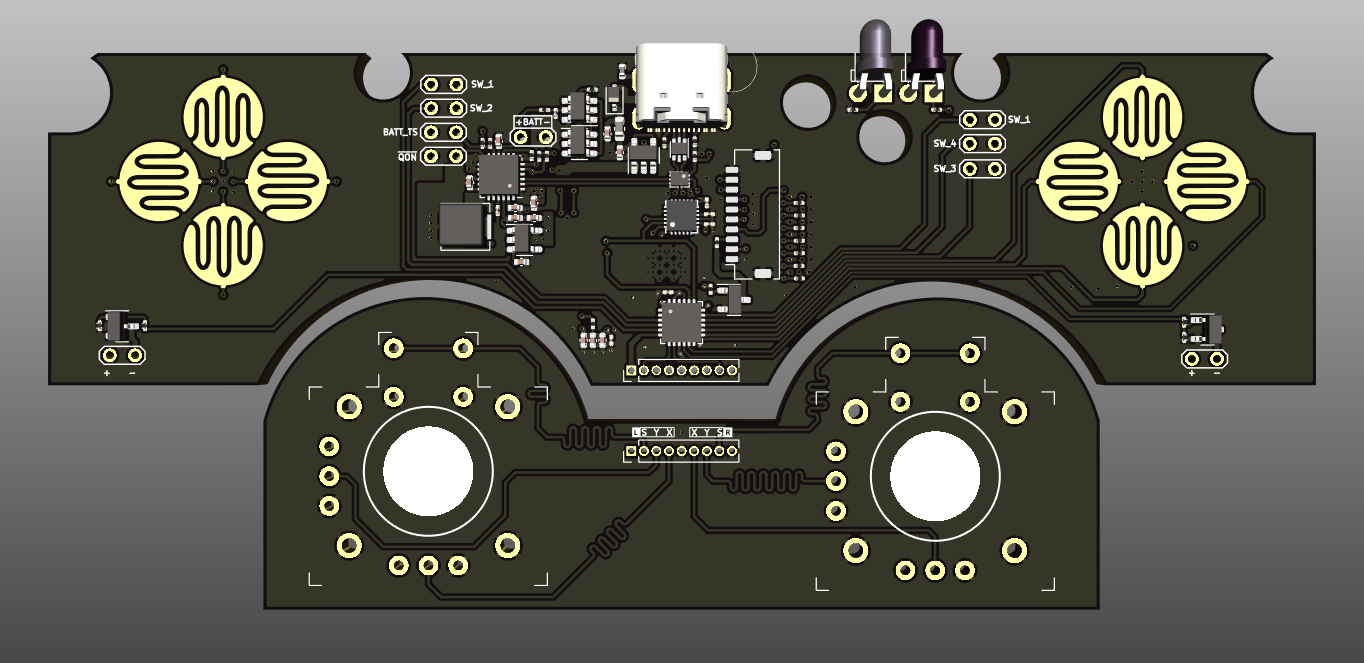 SW_1
SW_2
+BATT-
BATT_TS
QON
SW_1
SW_4
SW_3
+ -
+ -
L S Y X X Y S R